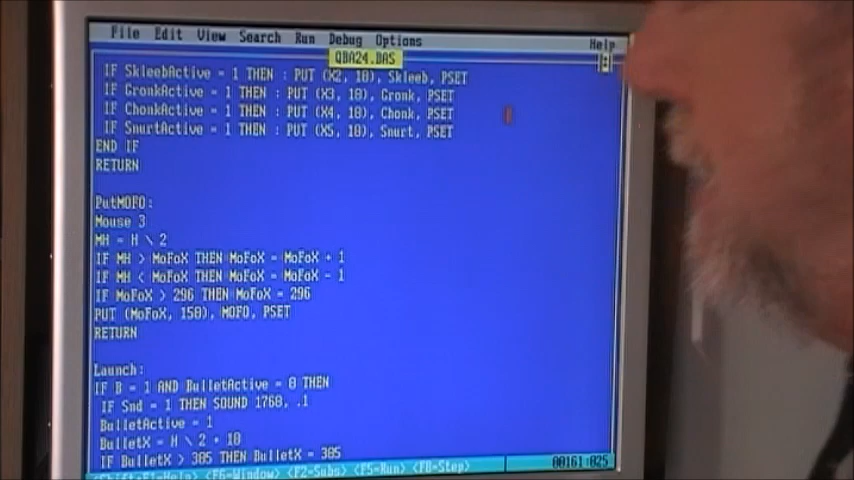 File Edit View Search Run Debug Options Help
QBA24.BAS
IF SkleebActive = 1 THEN : PUT (X2, 10), Skleeb, PSET
IF GronkActive = 1 THEN : PUT (X3, 10), Gronk, PSET
IF ChonkActive = 1 THEN : PUT (X4, 10), Chonk, PSET
IF SnurtActive = 1 THEN : PUT (X5, 10), Snurt, PSET
END IF
RETURN
PutMOFO:
Mouse 3
MH = H \ 2
IF MH > MoFoX THEN MoFoX = MoFoX + 1
IF MH < MoFoX THEN MoFoX = MoFoX - 1
IF MoFoX > 296 THEN MoFoX = 296
PUT (MoFoX, 150), MOFO, PSET
RETURN
Launch:
IF B = 1 AND BulletActive = 0 THEN
IF Snd = 1 THEN SOUND 1760, .1
BulletActive = 1
BulletX = H \ 2 + 10
IF BulletX > 305 THEN BulletX = 305
<Shift+F1=Help> <F6=Window> <F2=Subs> <F5=Run> <F8=Step> 00161:025